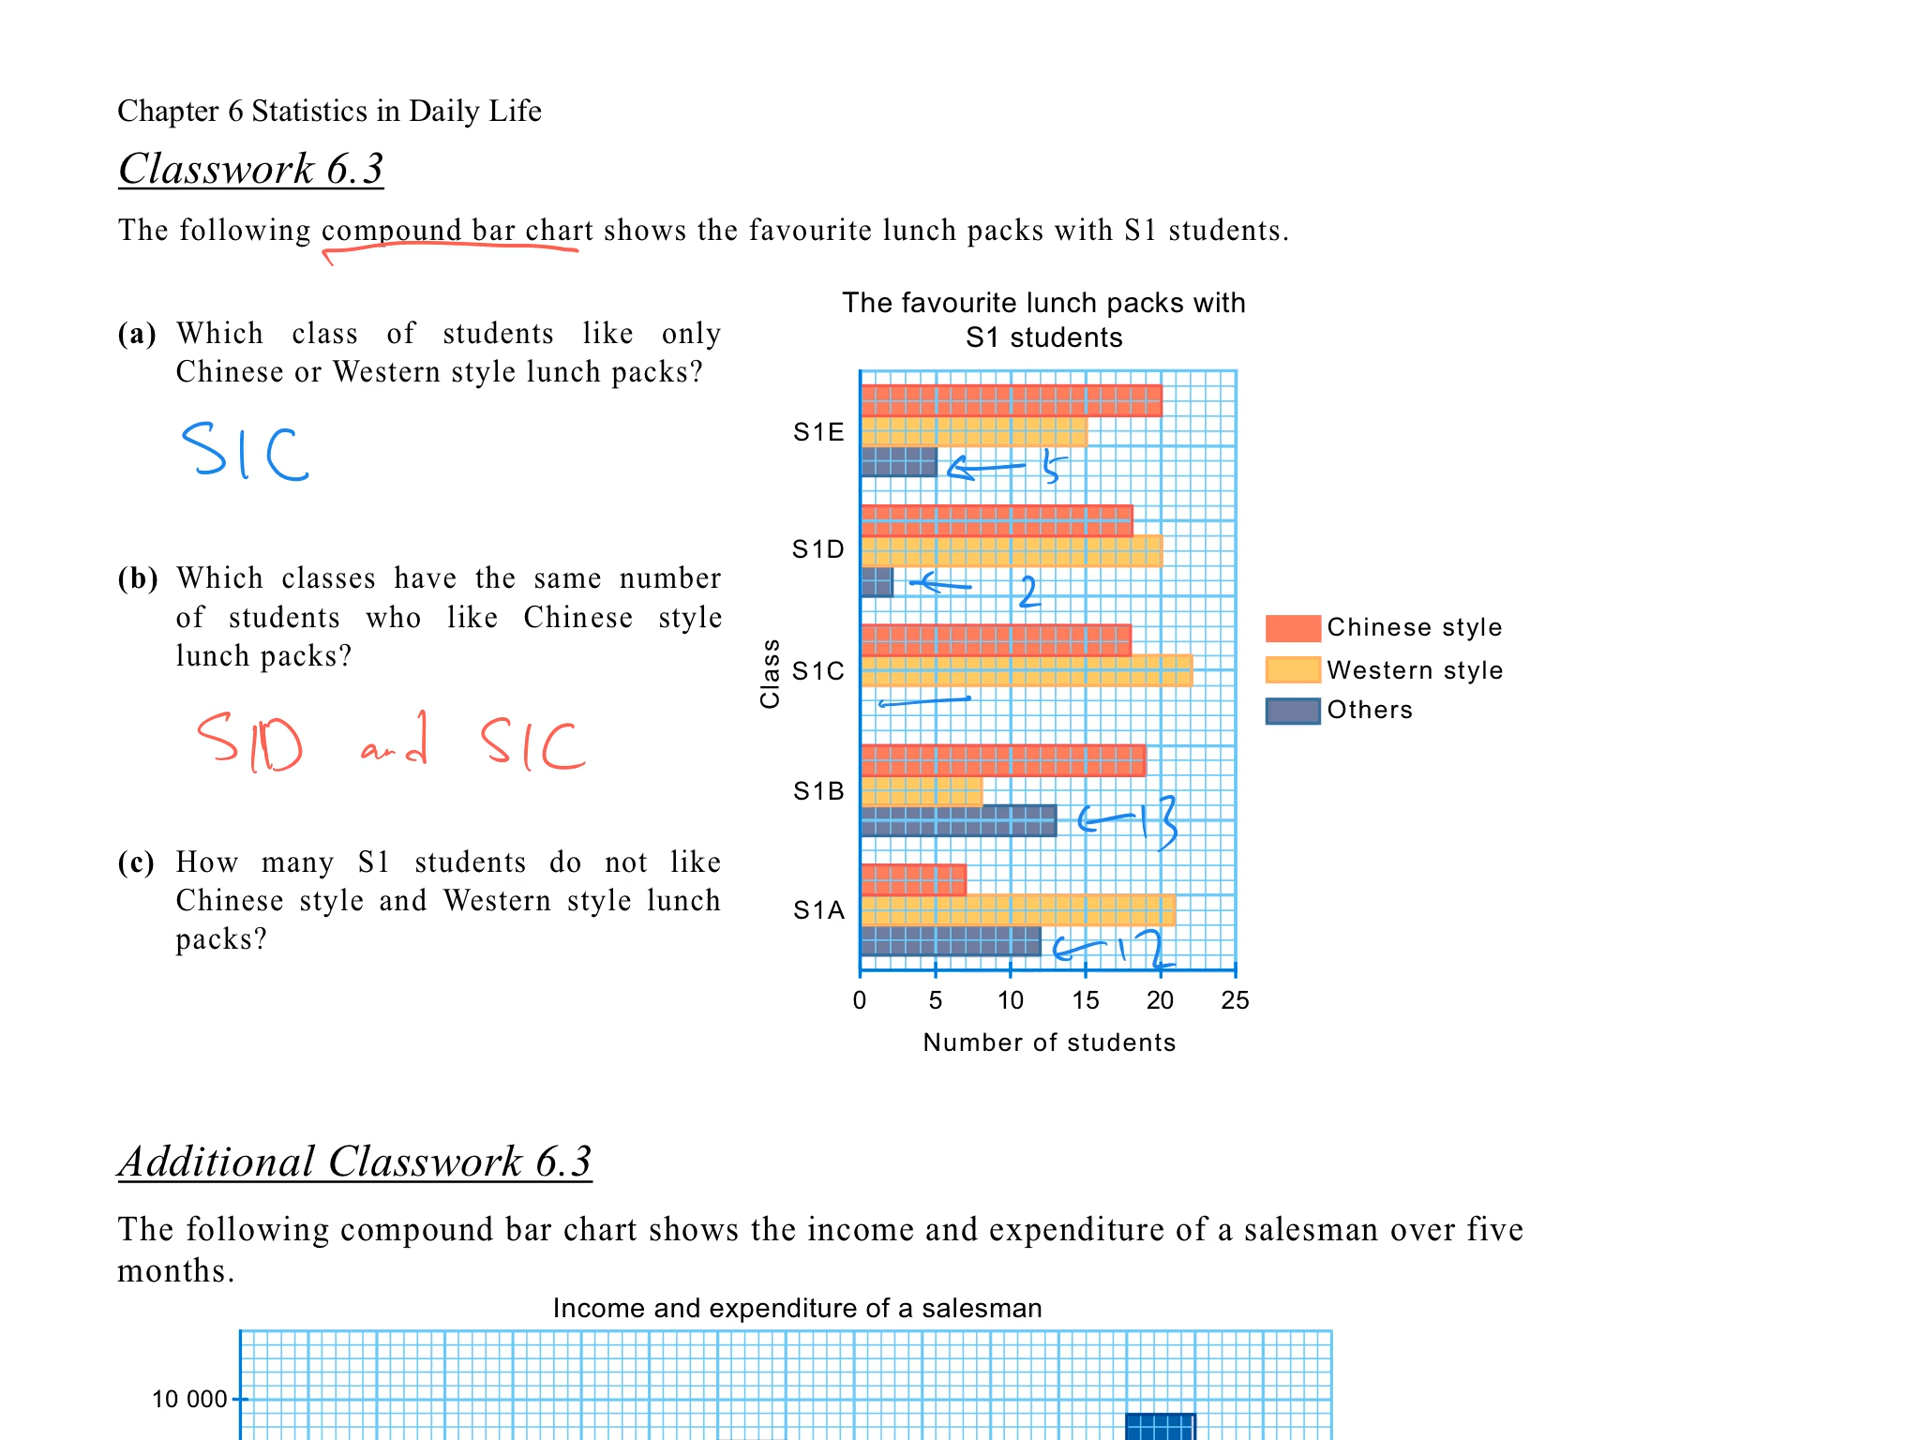 Chapter 6 Statistics in Daily Life
Classwork 6.3
The following compound bar chart shows the favourite lunch packs with S1 students.
(a) Which class of students like only
Chinese or Western style lunch packs?
S1C
(b) Which classes have the same number
of students who like Chinese style
lunch packs?
S1D and S1C
(c) How many S1 students do not like
Chinese style and Western style lunch
packs?
The favourite lunch packs with
S1 students
S1E
5
S1D
2
Class
S1C
S1B
13
S1A
12
0 5 10 15 20 25
Number of students
Chinese style
Western style
Others
Additional Classwork 6.3
The following compound bar chart shows the income and expenditure of a salesman over five
months.
Income and expenditure of a salesman
10 000